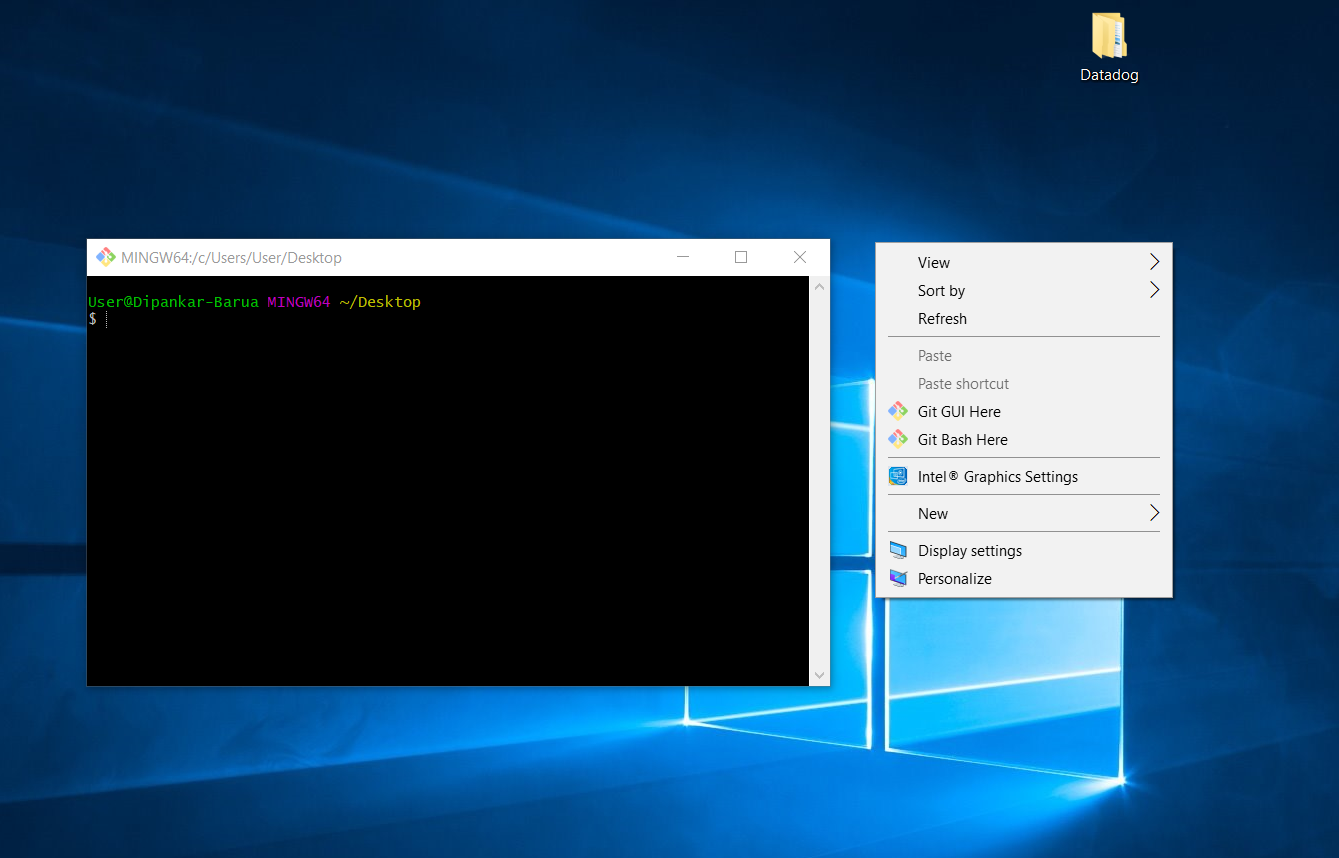 Datadog
MINGW64:/c/Users/User/Desktop
User@Dipankar-Barua MINGW64 ~/Desktop
$
View
Sort by
Refresh
Paste
Paste shortcut
Git GUI Here
Git Bash Here
Intel® Graphics Settings
New
Display settings
Personalize